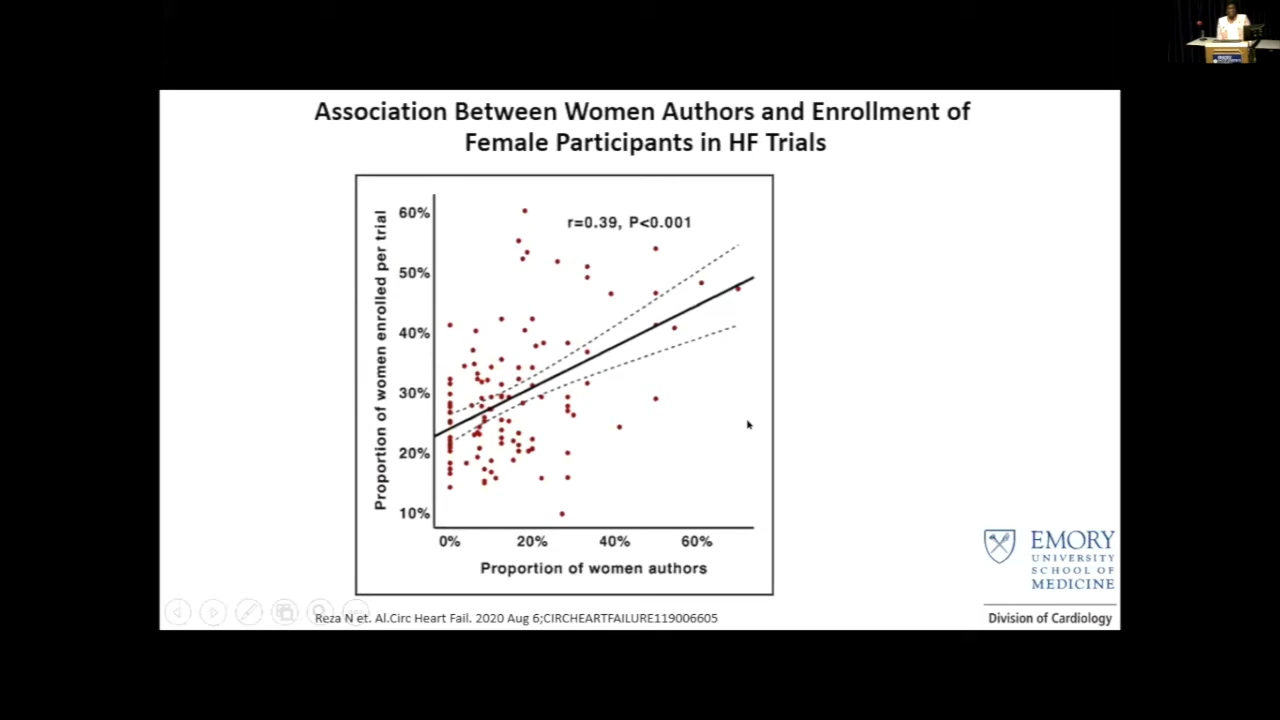 Association Between Women Authors and Enrollment of
Female Participants in HF Trials
r=0.39, P<0.001
Proportion of women enrolled per trial
60%
50%
40%
30%
20%
10%
0%
20%
40%
60%
Proportion of women authors
Reza N et. Al.Circ Heart Fail. 2020 Aug 6;CIRCHEARTFAILURE119006605
EMORY
UNIVERSITY
SCHOOL OF
MEDICINE
Division of Cardiology